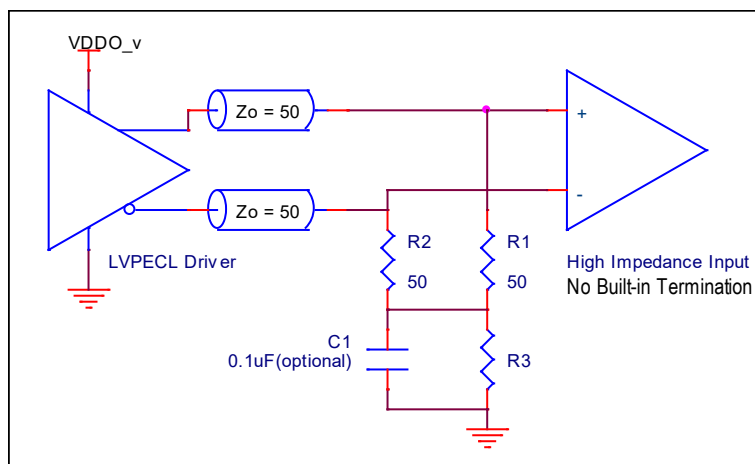 VDDO_v
Zo = 50
+
Zo = 50
-
LVPECL Driver
R2
50
R1
50
High Impedance Input
No Built-in Termination
C1
0.1uF(optional)
R3